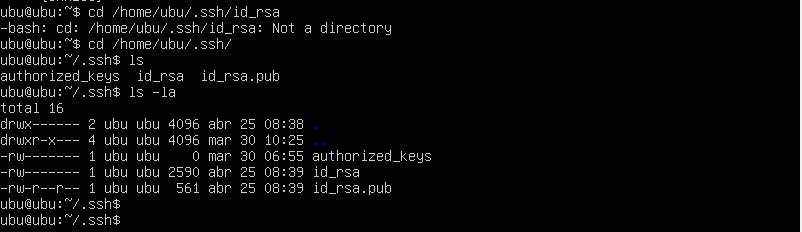 ubu@ubu:~$ cd /home/ubu/.ssh/id_rsa
-bash: cd: /home/ubu/.ssh/id_rsa: Not a directory
ubu@ubu:~$ cd /home/ubu/.ssh/
ubu@ubu:~/.ssh$ ls
authorized_keys  id_rsa  id_rsa.pub
ubu@ubu:~/.ssh$ ls -la
total 16
drwx------ 2 ubu ubu 4096 abr 25 08:38 .
drwxr-x--- 4 ubu ubu 4096 mar 30 10:25 ..
-rw------- 1 ubu ubu    0 mar 30 06:55 authorized_keys
-rw------- 1 ubu ubu 2590 abr 25 08:39 id_rsa
-rw-r--r-- 1 ubu ubu  561 abr 25 08:39 id_rsa.pub
ubu@ubu:~/.ssh$
ubu@ubu:~/.ssh$